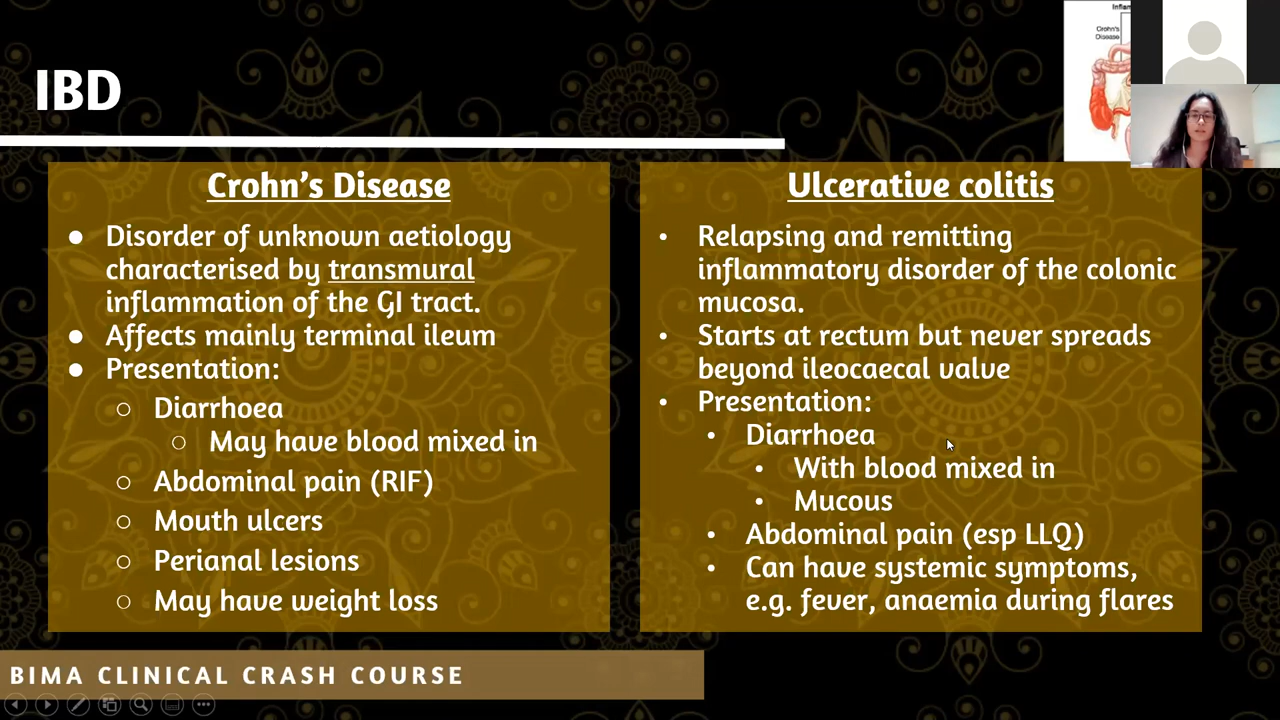 Infl
Crohn's
Disease
IBD
Crohn's Disease
● Disorder of unknown aetiology
characterised by transmural
inflammation of the GI tract.
● Affects mainly terminal ileum
● Presentation:
○ Diarrhoea
○ May have blood mixed in
○ Abdominal pain (RIF)
○ Mouth ulcers
○ Perianal lesions
○ May have weight loss
Ulcerative colitis
• Relapsing and remitting
inflammatory disorder of the colonic
mucosa.
• Starts at rectum but never spreads
beyond ileocaecal valve
• Presentation:
• Diarrhoea
• With blood mixed in
• Mucous
• Abdominal pain (esp LLQ)
• Can have systemic symptoms,
e.g. fever, anaemia during flares
BIMA CLINICAL CRASH COURSE